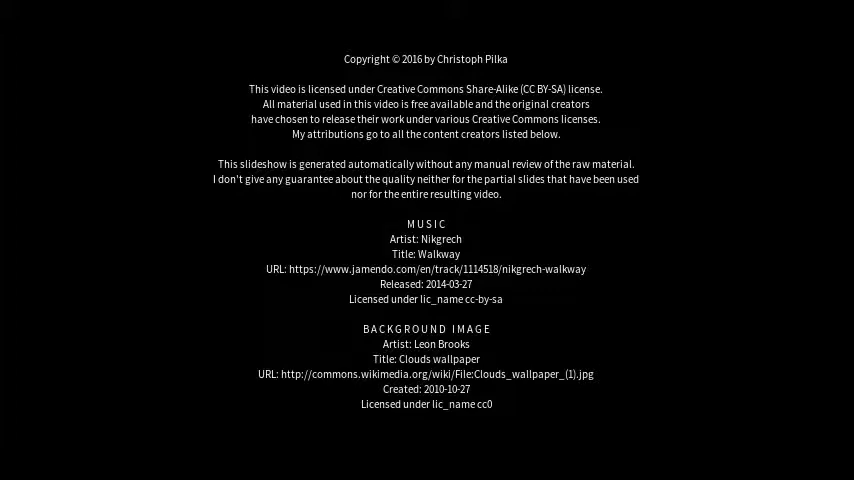 Copyright © 2016 by Christoph Pilka
This video is licensed under Creative Commons Share-Alike (CC BY-SA) license.
All material used in this video is free available and the original creators
have chosen to release their work under various Creative Commons licenses.
My attributions go to all the content creators listed below.
This slideshow is generated automatically without any manual review of the raw material.
I don't give any guarantee about the quality neither for the partial slides that have been used
nor for the entire resulting video.
MUSIC
Artist: Nikgrech
Title: Walkway
URL: https://www.jamendo.com/en/track/1114518/nikgrech-walkway
Released: 2014-03-27
Licensed under lic_name cc-by-sa
BACKGROUND IMAGE
Artist: Leon Brooks
Title: Clouds wallpaper
URL: http://commons.wikimedia.org/wiki/File:Clouds_wallpaper_(1).jpg
Created: 2010-10-27
Licensed under lic_name cc0